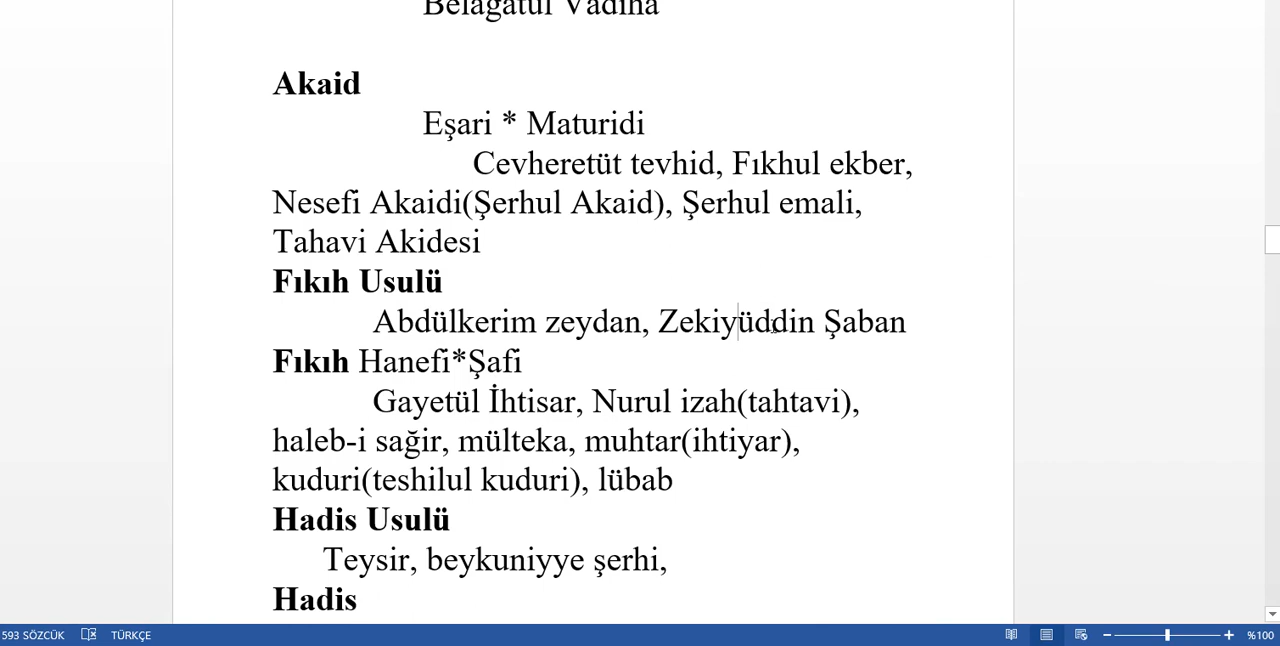 Belagatül Vadiha
Akaid
Eşari * Maturidi
Cevheretüt tevhid, Fıkhul ekber,
Nesefi Akaidi(Şerhul Akaid), Şerhul emali,
Tahavi Akidesi
Fıkıh Usulü
Abdülkerim zeydan, Zekiyüddin Şaban
Fıkıh Hanefi*Şafi
Gayetül İhtisar, Nurul izah(tahtavi),
haleb-i sağir, mülteka, muhtar(ihtiyar),
kuduri(teshilul kuduri), lübab
Hadis Usulü
Teysir, beykuniyye şerhi,
Hadis
593 SÖZCÜK TÜRKÇE %100